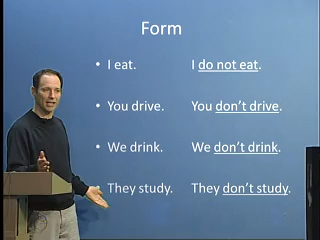 Form
• I eat. I do not eat.
• You drive. You don't drive.
• We drink. We don't drink.
• They study. They don't study.